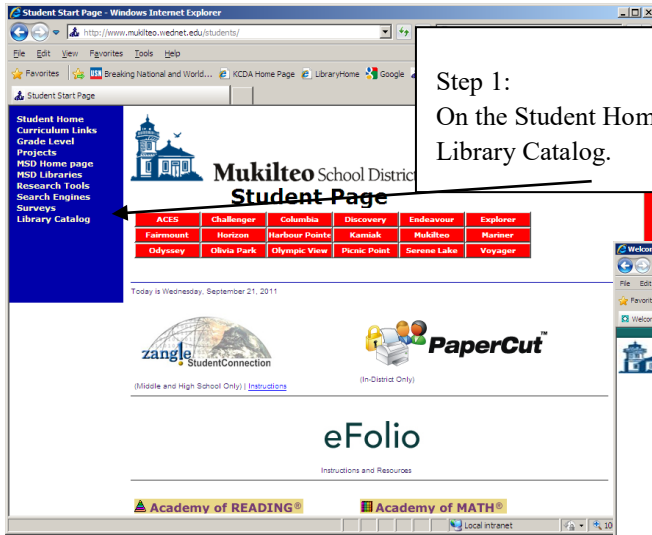 Student Start Page - Windows Internet Explorer
http://www.mukilteo.wednet.edu/students/
File Edit View Favorites Tools Help
Favorites Breaking National and World... KCDA Home Page LibraryHome Google
Student Start Page
Step 1:
On the Student Hom
Library Catalog.
Student Home
Curriculum Links
Grade Level
Projects
MSD Home page
MSD Libraries
Research Tools
Search Engines
Surveys
Library Catalog
Mukilteo School Distric
Student Page
ACES Challenger Columbia Discovery Endeavour Explorer
Fairmount Horizon Harbour Pointe Kamiak Mukilteo Mariner
Odyssey Olivia Park Olympic View Picnic Point Serene Lake Voyager
Today is Wednesday, September 21, 2011
zangle StudentConnection
(Middle and High School Only) | Instructions
PaperCut™
(In-District Only)
eFolio
Instructions and Resources
Academy of READING® Academy of MATH®
Local intranet 10
Welcom
File Edit
Favorit
Welcor